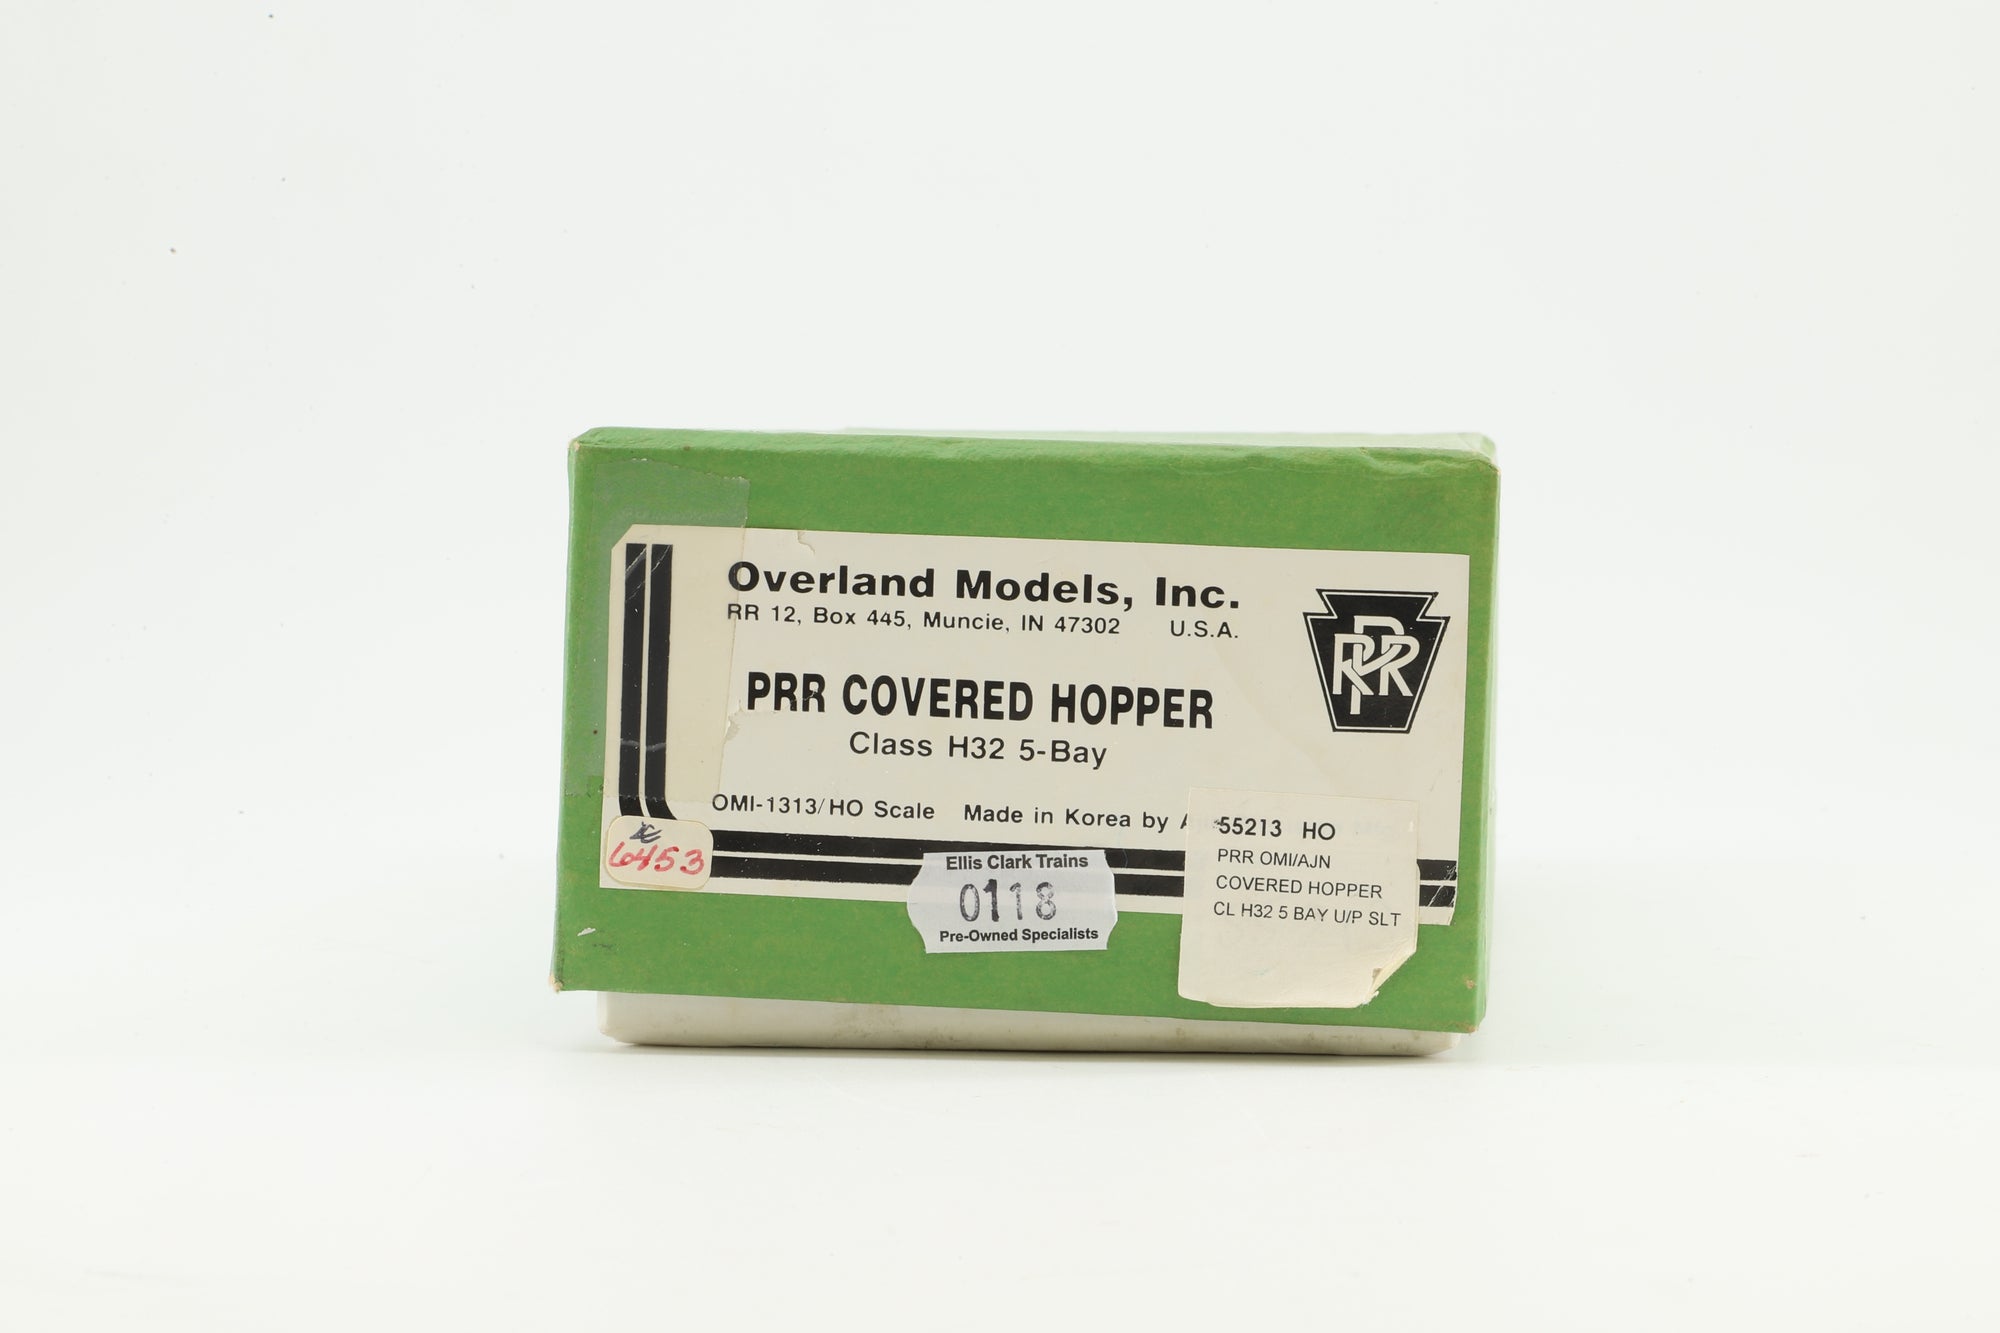 Overland Models, Inc.
RR 12, Box 445, Muncie, IN 47302 U.S.A.
PRR
PRR COVERED HOPPER
Class H32 5-Bay
OMI-1313/HO Scale Made in Korea by
6453
Ellis Clark Trains
0118
Pre-Owned Specialists
55213 HO
PRR OMI/AJN
COVERED HOPPER
CL H32 5 BAY U/P SLT